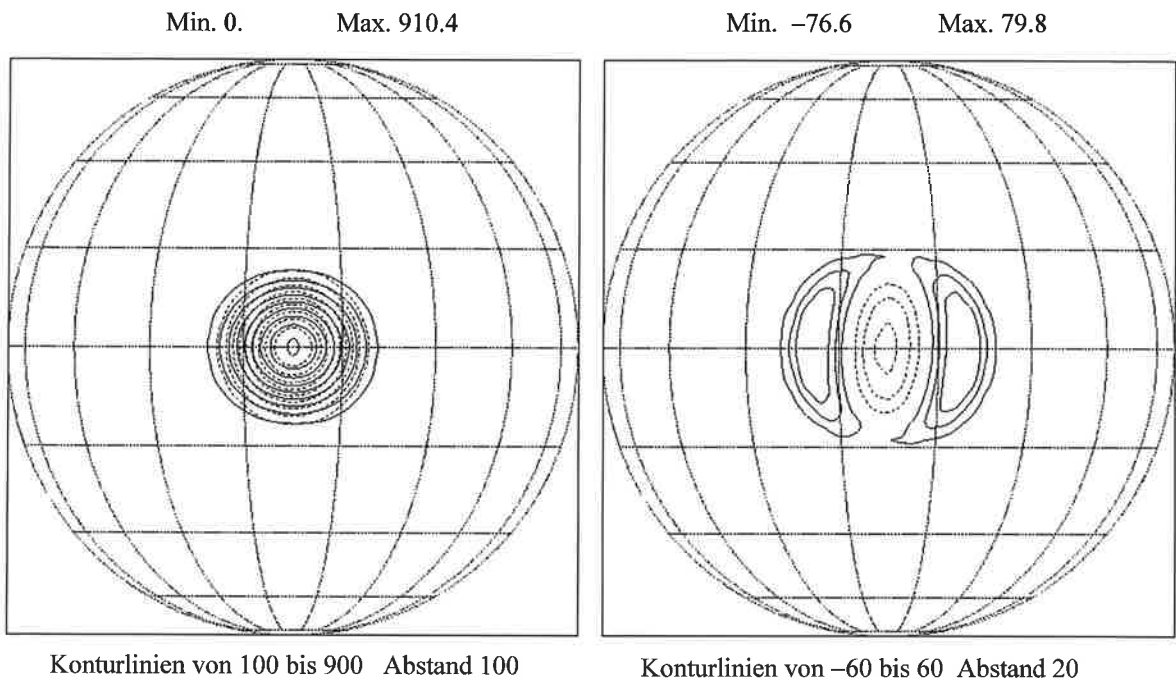 Min. 0. Max. 910.4
Min. −76.6 Max. 79.8
Konturlinien von 100 bis 900 Abstand 100
Konturlinien von −60 bis 60 Abstand 20